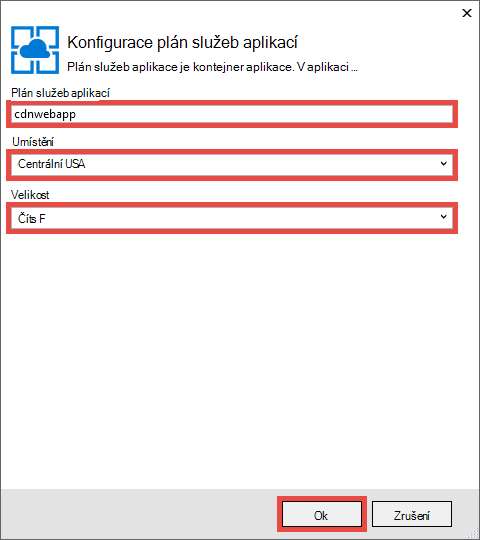 Konfigurace plán služeb aplikací
Plán služeb aplikace je kontejner aplikace. V aplikaci ...
Plán služeb aplikací
cdnwebapp
Umístění
Centrální USA
Velikost
Číts F
Ok
Zrušení